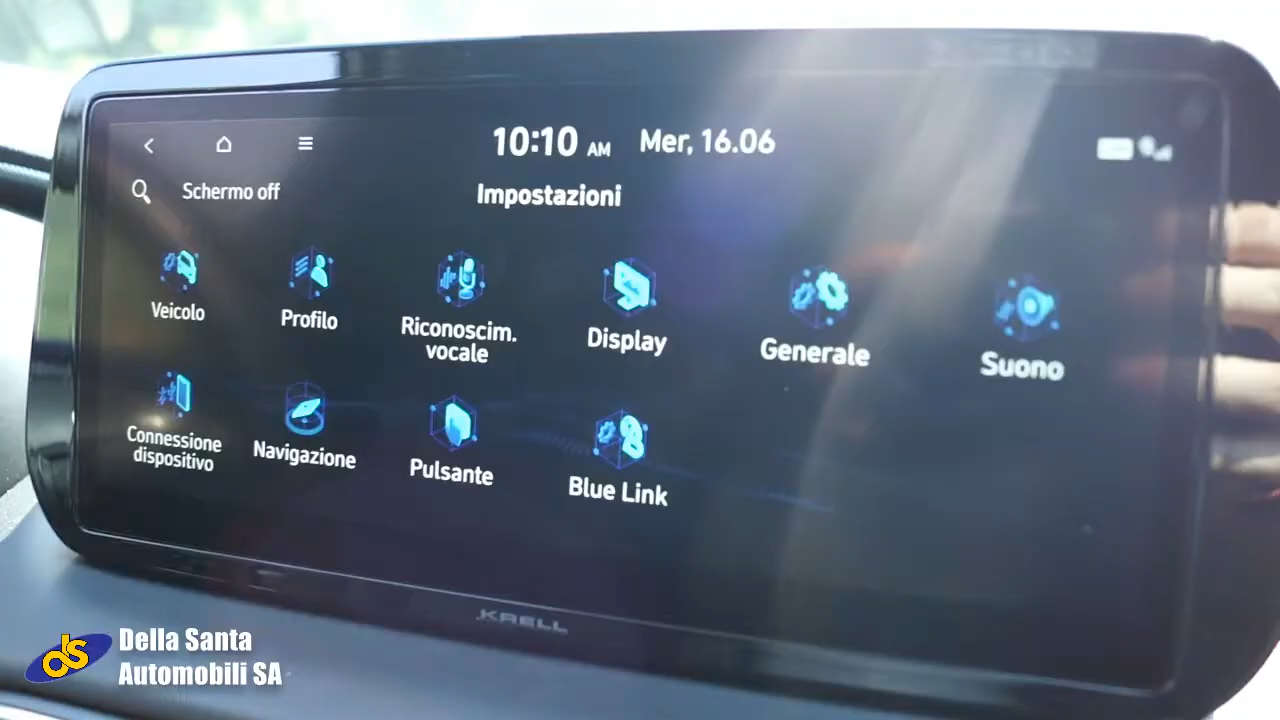 10:10 AM Mer, 16.06
Schermo off
Impostazioni
Veicolo
Profilo
Riconoscim.
vocale
Display
Generale
Suono
Connessione
dispositivo
Navigazione
Pulsante
Blue Link
KRELL
ds
Della Santa
Automobili SA